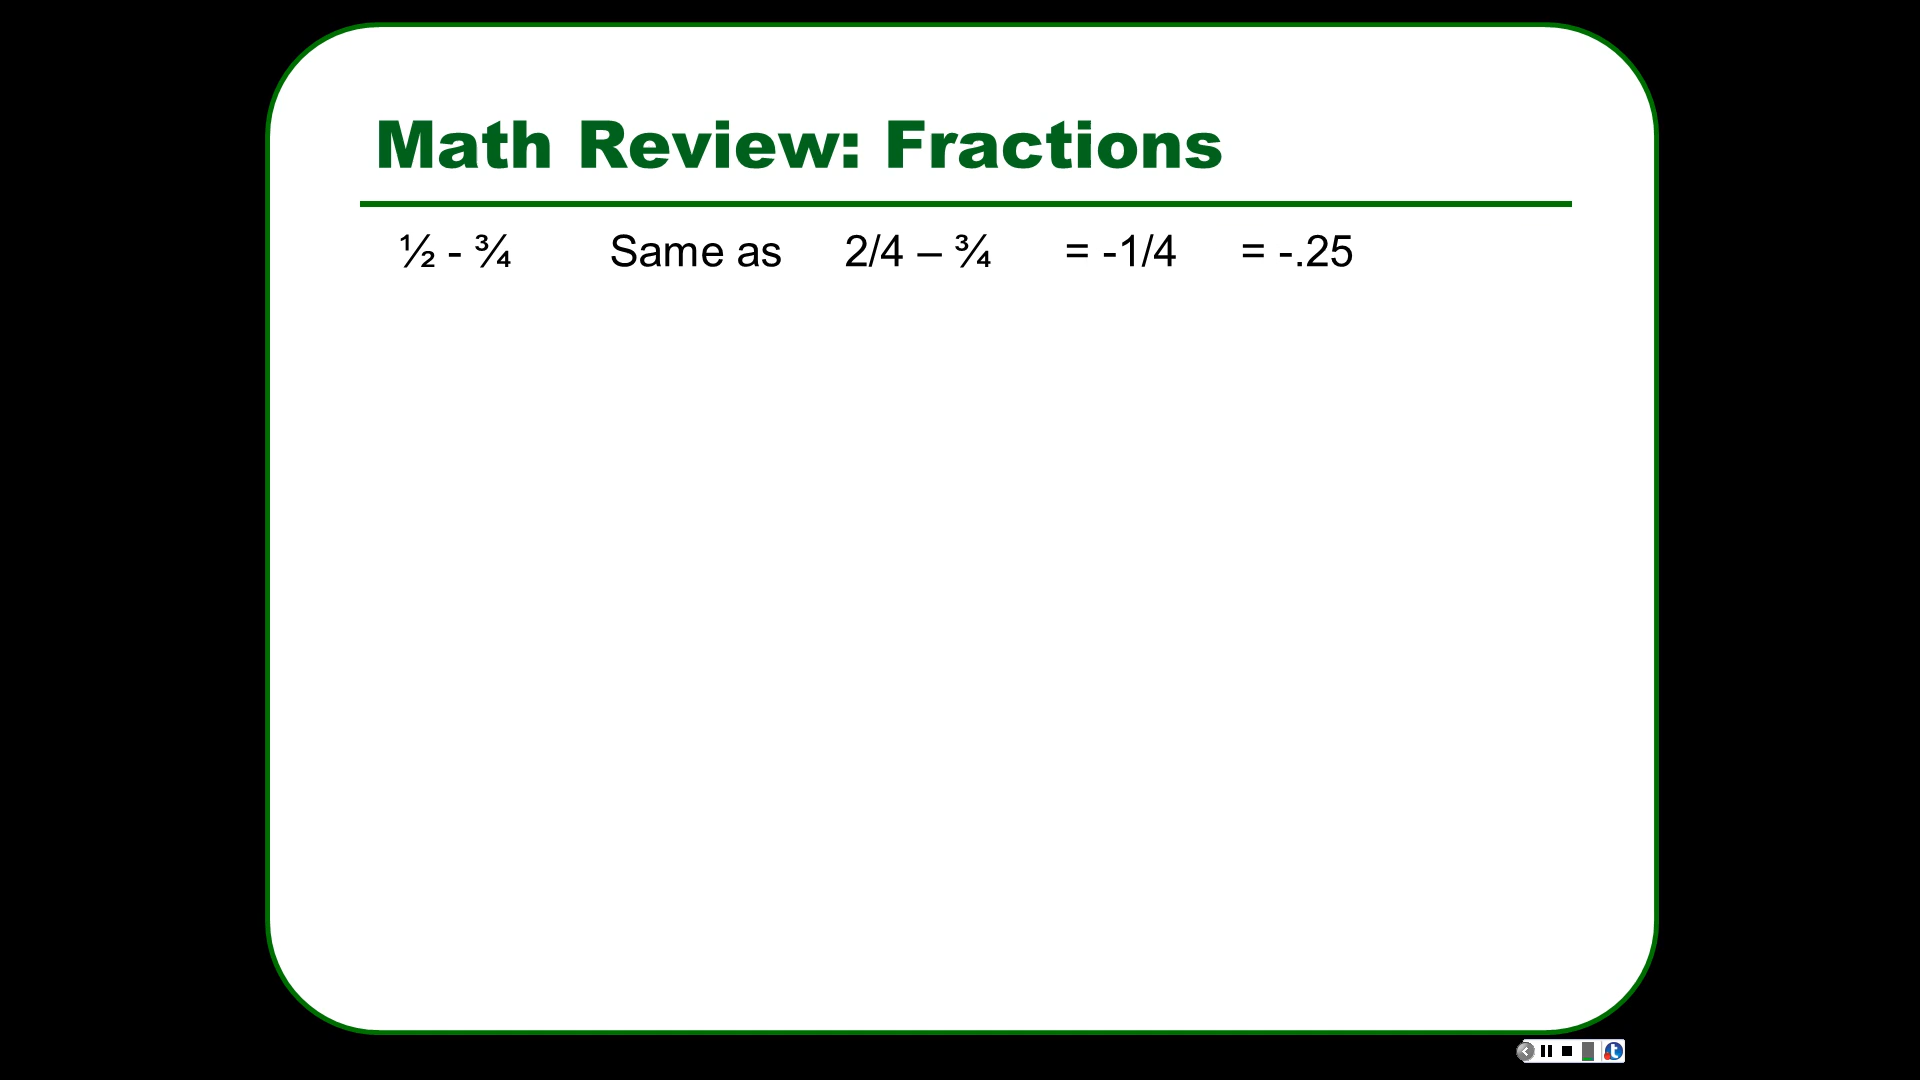 Math Review: Fractions
½ - ¾ Same as 2/4 – ¾ = -1/4 = -.25